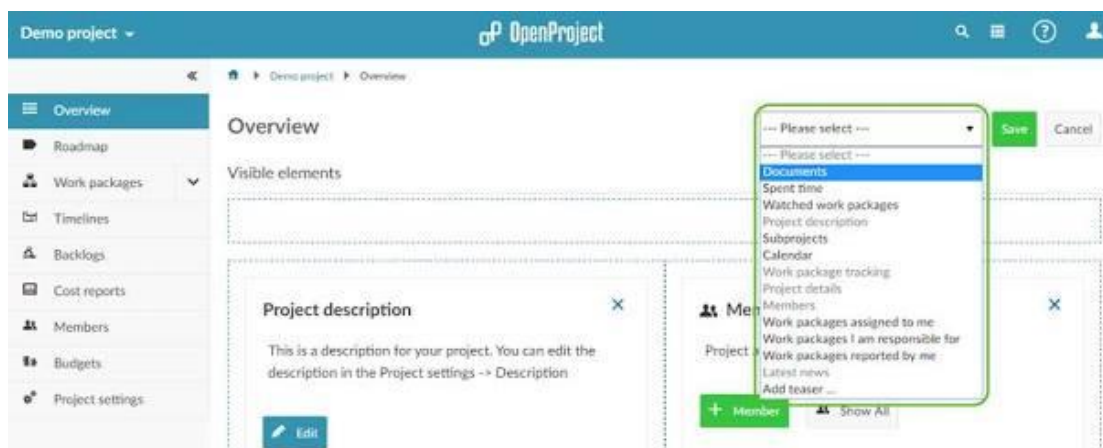 Demo project
OpenProject
?
«
Demo project
Overview
Overview
Overview
--- Please select ---
Save
Cancel
Roadmap
Work packages
Timelines
Backlogs
Cost reports
Members
Budgets
Project settings
Visible elements
--- Please select ---
Documents
Spent time
Watched work packages
Project description
Subprojects
Calendar
Work package tracking
Project details
Members
Work packages assigned to me
Work packages I am responsible for
Work packages reported by me
Latest news
Add teaser ...
Project description
This is a description for your project. You can edit the
description in the Project settings -> Description
Edit
Mem
Project
+ Member
Show All